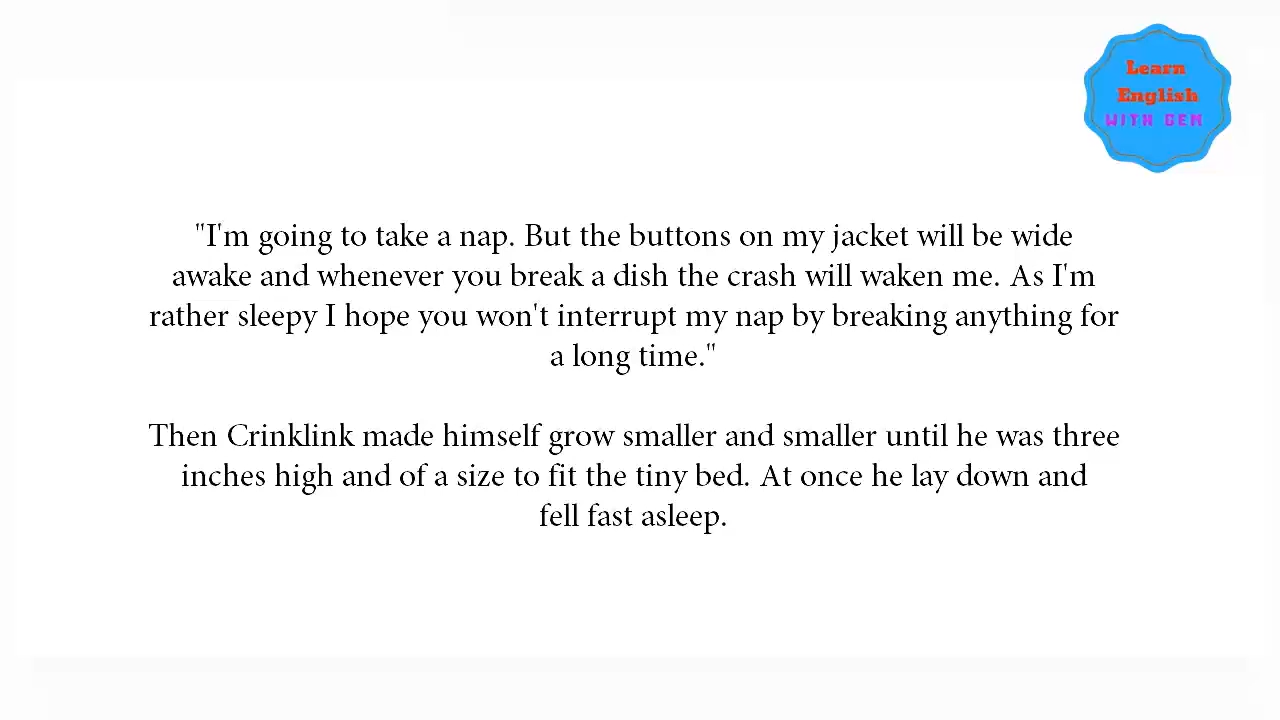 Learn
English
WITH GEM
"I'm going to take a nap. But the buttons on my jacket will be wide
awake and whenever you break a dish the crash will waken me. As I'm
rather sleepy I hope you won't interrupt my nap by breaking anything for
a long time."
Then Crinklink made himself grow smaller and smaller until he was three
inches high and of a size to fit the tiny bed. At once he lay down and
fell fast asleep.